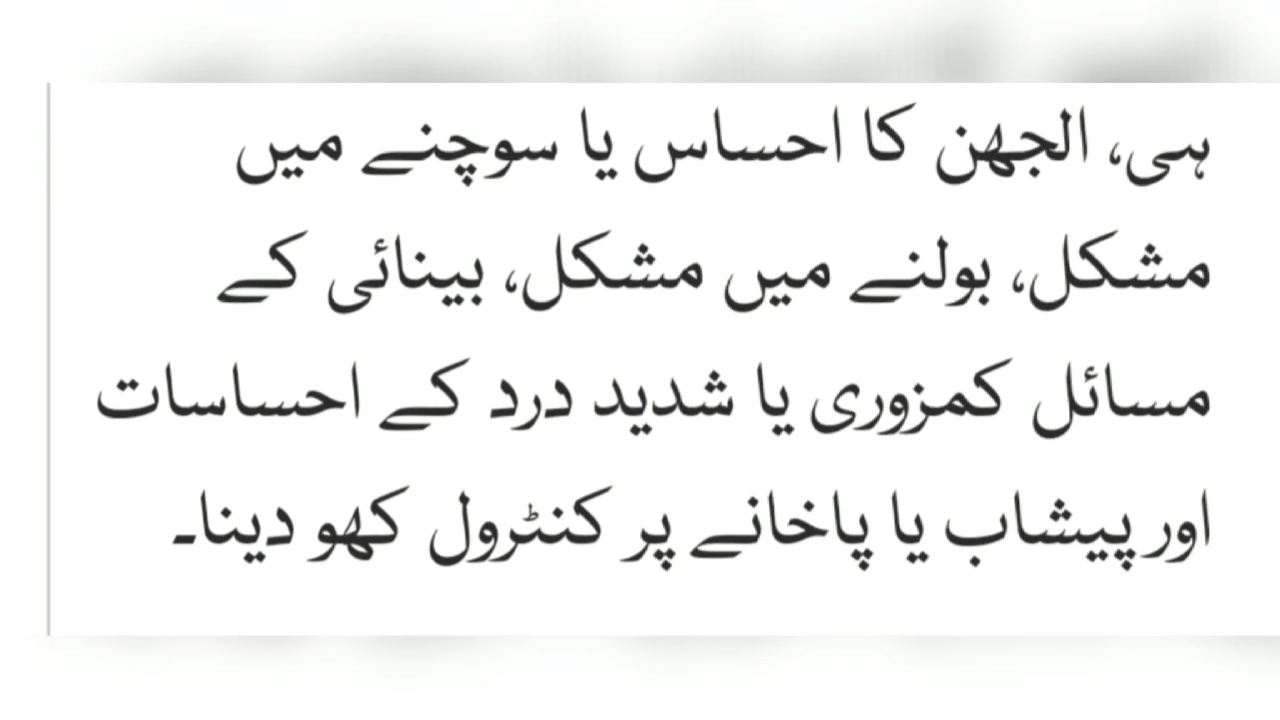 ہی، الجھن کا احساس یا سوچنے میں
مشکل، بولنے میں مشکل، بینائی کے
مسائل کمزوری یا شدید درد کے احساسات
اور پیشاب یا پاخانے پر کنٹرول کھو دینا۔